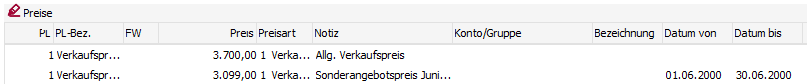 Preise
PL PL-Bez. FW Preis Preisart Notiz Konto/Gruppe Bezeichnung Datum von Datum bis
1 Verkaufspr... 3.700,00 1 Verka... Allg. Verkaufspreis
1 Verkaufspr... 3.099,00 1 Verka... Sonderangebotspreis Juni... 01.06.2000 30.06.2000